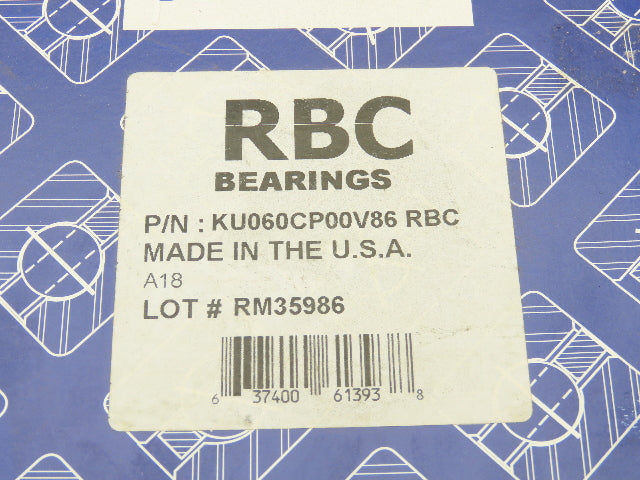 RBC
BEARINGS
P/N : KU060CP00V86 RBC
MADE IN THE U.S.A.
A18
LOT # RM35986
6 37400 61393 8